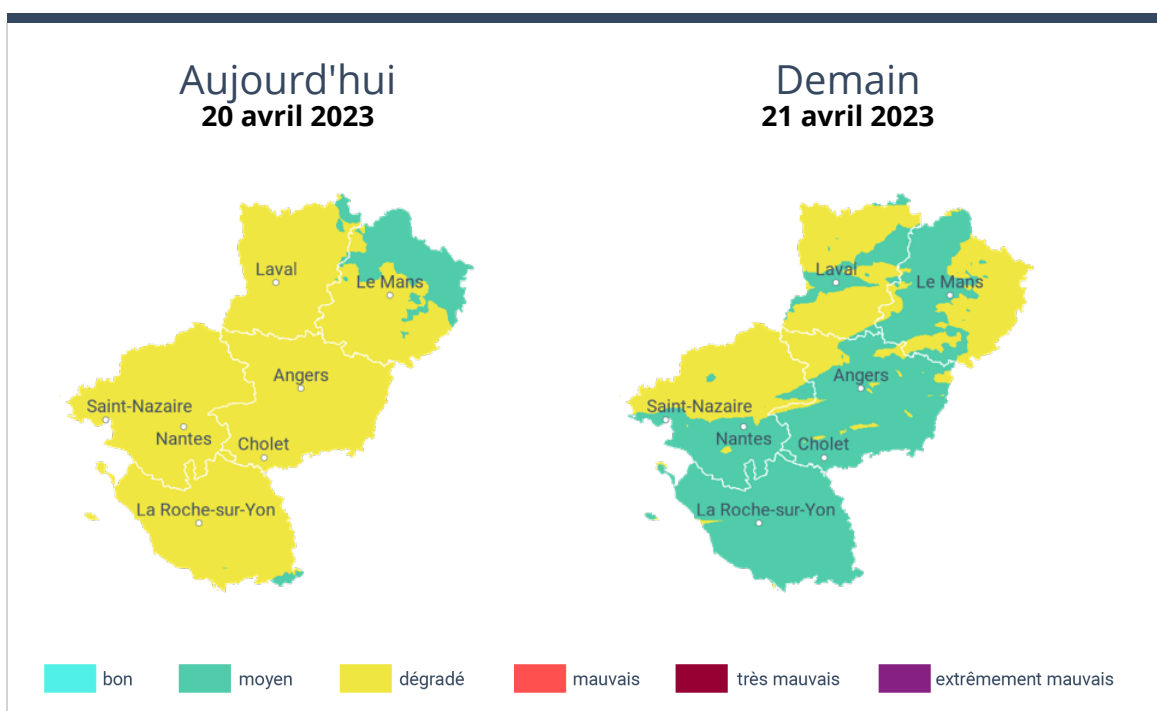 Aujourd'hui
20 avril 2023
Laval
Le Mans
Angers
Saint-Nazaire
Nantes
Cholet
La Roche-sur-Yon
Demain
21 avril 2023
Laval
Le Mans
Angers
Saint-Nazaire
Nantes
Cholet
La Roche-sur-Yon
bon
moyen
dégradé
mauvais
très mauvais
extrêmement mauvais